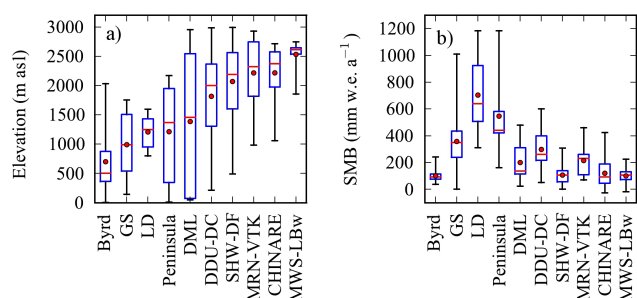 a)
Elevation (m asl)
3000
2500
2000
1500
1000
500
0
Byrd
GS
LD
Peninsula
DML
DDU-DC
SHW-DF
MRN-VTK
CHINARE
MWS-LBw
b)
SMB (mm w.e. a⁻¹)
1200
1000
800
600
400
200
0
Byrd
GS
LD
Peninsula
DML
DDU-DC
SHW-DF
MRN-VTK
CHINARE
MWS-LBw